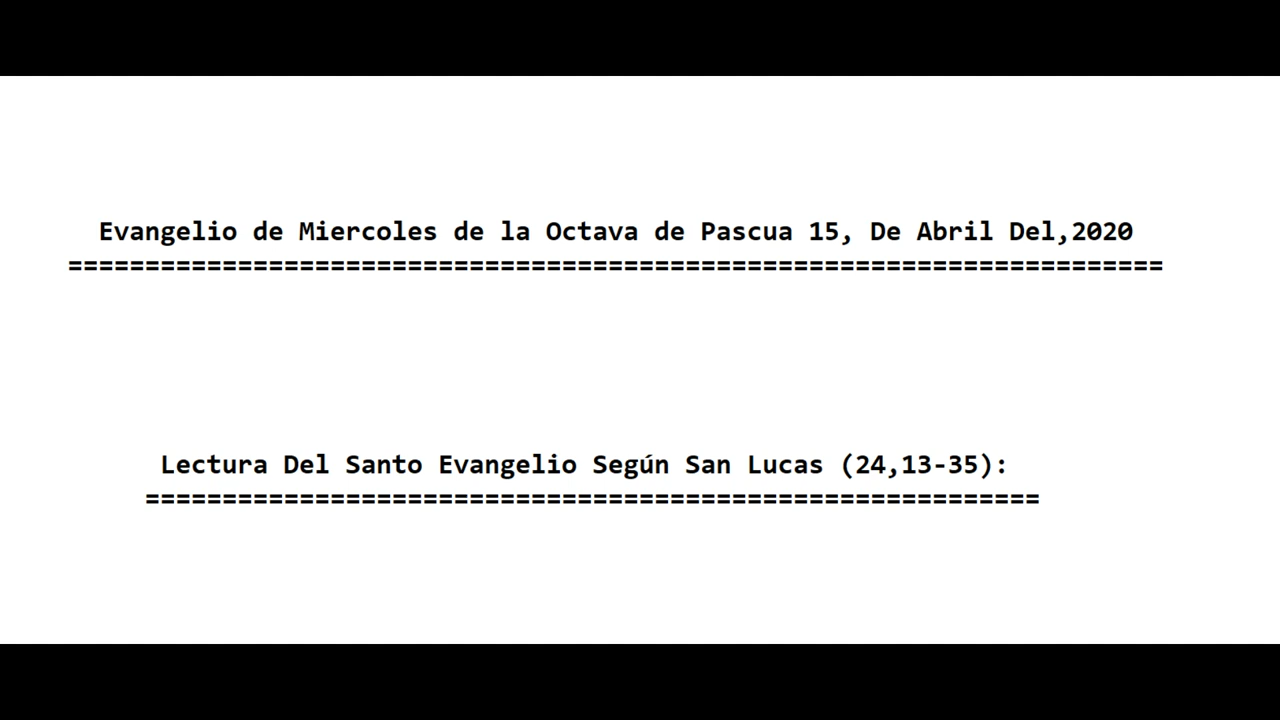 Evangelio de Miercoles de la Octava de Pascua 15, De Abril Del,2020
=======================================================================
Lectura Del Santo Evangelio Según San Lucas (24,13-35):
==========================================================